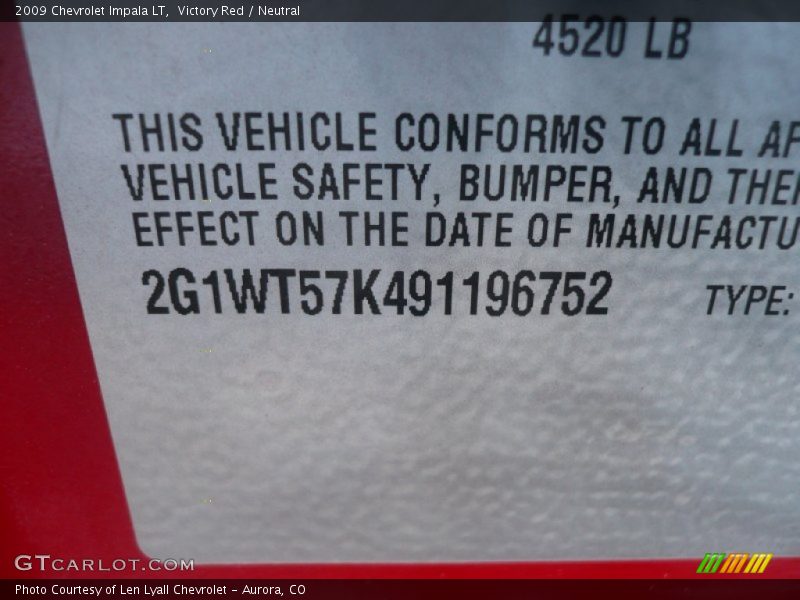 2009 Chevrolet Impala LT, Victory Red / Neutral
4520 LB
THIS VEHICLE CONFORMS TO ALL AP
VEHICLE SAFETY, BUMPER, AND THE
EFFECT ON THE DATE OF MANUFACTU
2G1WT57K491196752 TYPE:
GTCARLOT.COM
Photo Courtesy of Len Lyall Chevrolet - Aurora, CO